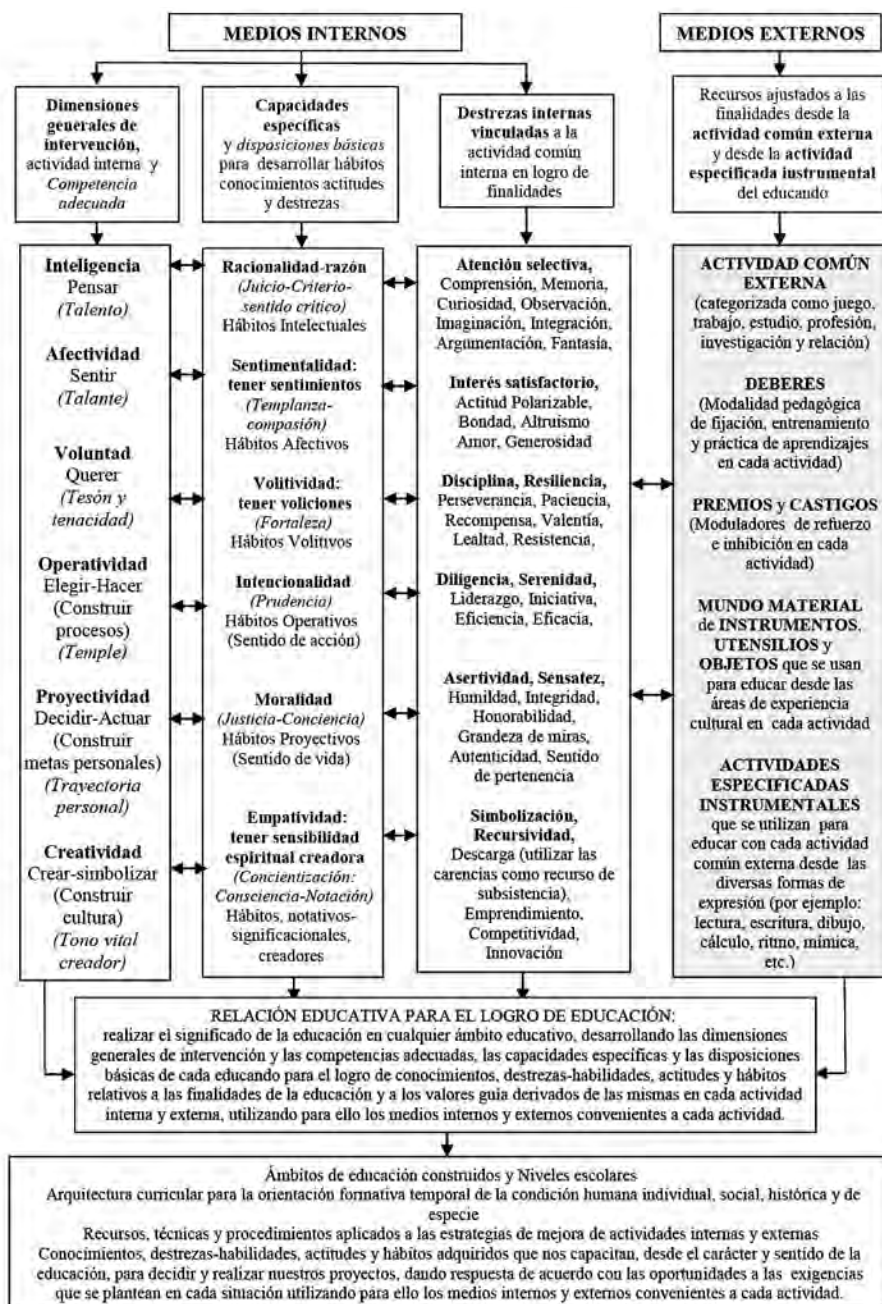 MEDIOS INTERNOS
MEDIOS EXTERNOS
Dimensiones
generales de
intervención,
actividad interna y
Competencia
adecuada
Capacidades
específicas
y disposiciones básicas
para desarrollar hábitos
conocimientos actitudes
y destrezas
Destrezas internas
vinculadas a la
actividad común
interna en logro de
finalidades
Recursos ajustados a las
finalidades desde la
actividad común externa
y desde la actividad
especificada instrumental
del educando
Inteligencia
Pensar
(Talento)
Afectividad
Sentir
(Talante)
Voluntad
Querer
(Tesón y
tenacidad)
Operatividad
Elegir-Hacer
(Construir
procesos)
(Temple)
Proyectividad
Decidir-Actuar
(Construir
metas personales)
(Trayectoria
personal)
Creatividad
Crear-simbolizar
(Construir
cultura)
(Tono vital
creador)
Racionalidad-razón
(Juicio-Criterio-
sentido crítico)
Hábitos Intelectuales
Sentimentalidad:
tener sentimientos
(Templanza-
compasión)
Hábitos Afectivos
Volitividad:
tener voliciones
(Fortaleza)
Hábitos Volitivos
Intencionalidad
(Prudencia)
Hábitos Operativos
(Sentido de acción)
Moralidad
(Justicia-Conciencia)
Hábitos Proyectivos
(Sentido de vida)
Empatividad:
tener sensibilidad
espiritual creadora
(Concientización:
Consciencia-Notación)
Hábitos, notativos-
significacionales,
creadores
Atención selectiva,
Comprensión, Memoria,
Curiosidad, Observación,
Imaginación, Integración,
Argumentación, Fantasía,
Interés satisfactorio,
Actitud Polarizable,
Bondad, Altruismo
Amor, Generosidad
Disciplina, Resiliencia,
Perseverancia, Paciencia,
Recompensa, Valentía,
Lealtad, Resistencia,
Diligencia, Serenidad,
Liderazgo, Iniciativa,
Eficiencia, Eficacia,
Asertividad, Sensatez,
Humildad, Integridad,
Honorabilidad,
Grandeza de miras,
Autenticidad, Sentido
de pertenencia
Simbolización,
Recursividad,
Descarga (utilizar las
carencias como recurso de
subsistencia),
Emprendimiento,
Competitividad,
Innovación
ACTIVIDAD COMÚN
EXTERNA
(categorizada como juego,
trabajo, estudio, profesión,
investigación y relación)
DEBERES
(Modalidad pedagógica
de fijación, entrenamiento
y práctica de aprendizajes
en cada actividad)
PREMIOS y CASTIGOS
(Moduladores de refuerzo
e inhibición en cada
actividad)
MUNDO MATERIAL
de INSTRUMENTOS,
UTENSILIOS y
OBJETOS que se usan
para educar desde las
áreas de experiencia
cultural en cada actividad
ACTIVIDADES
ESPECIFICADAS
INSTRUMENTALES
que se utilizan para
educar con cada actividad
común externa desde las
diversas formas de
expresión (por ejemplo:
lectura, escritura, dibujo,
cálculo, ritmo, mímica,
etc.)
RELACIÓN EDUCATIVA PARA EL LOGRO DE EDUCACIÓN:
realizar el significado de la educación en cualquier ámbito educativo, desarrollando las dimensiones
generales de intervención y las competencias adecuadas, las capacidades específicas y las disposiciones
básicas de cada educando para el logro de conocimientos, destrezas-habilidades, actitudes y hábitos
relativos a las finalidades de la educación y a los valores guía derivados de las mismas en cada actividad
interna y externa, utilizando para ello los medios internos y externos convenientes a cada actividad.
Ámbitos de educación construidos y Niveles escolares
Arquitectura curricular para la orientación formativa temporal de la condición humana individual, social, histórica y de
especie
Recursos, técnicas y procedimientos aplicados a las estrategias de mejora de actividades internas y externas
Conocimientos, destrezas-habilidades, actitudes y hábitos adquiridos que nos capacitan, desde el carácter y sentido de la
educación, para decidir y realizar nuestros proyectos, dando respuesta de acuerdo con las oportunidades a las exigencias
que se plantean en cada situación utilizando para ello los medios internos y externos convenientes a cada actividad.